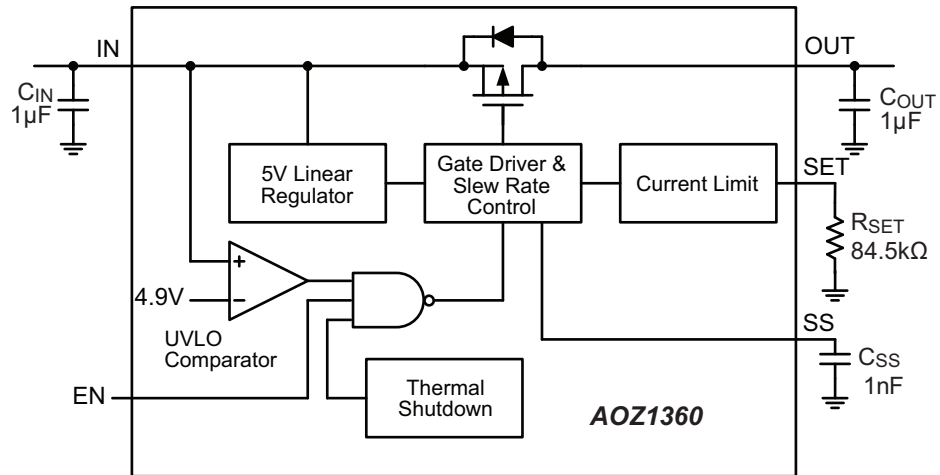 IN
OUT
CIN
1µF
COUT
1µF
5V Linear
Regulator
Gate Driver &
Slew Rate
Control
Current Limit
SET
RSET
84.5kΩ
+
4.9V
−
UVLO
Comparator
SS
CSS
1nF
EN
Thermal
Shutdown
AOZ1360